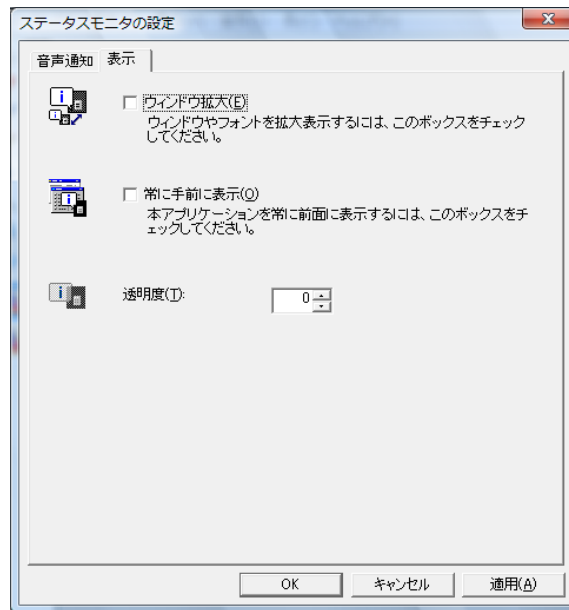 ステータスモニタの設定
音声通知 表示
ウィンドウ拡大(E)
ウィンドウやフォントを拡大表示するには、このボックスをチェック
してください。
常に手前に表示(O)
本アプリケーションを常に前面に表示するには、このボックスをチ
ェックしてください。
透明度(T): 0
OK キャンセル 適用(A)